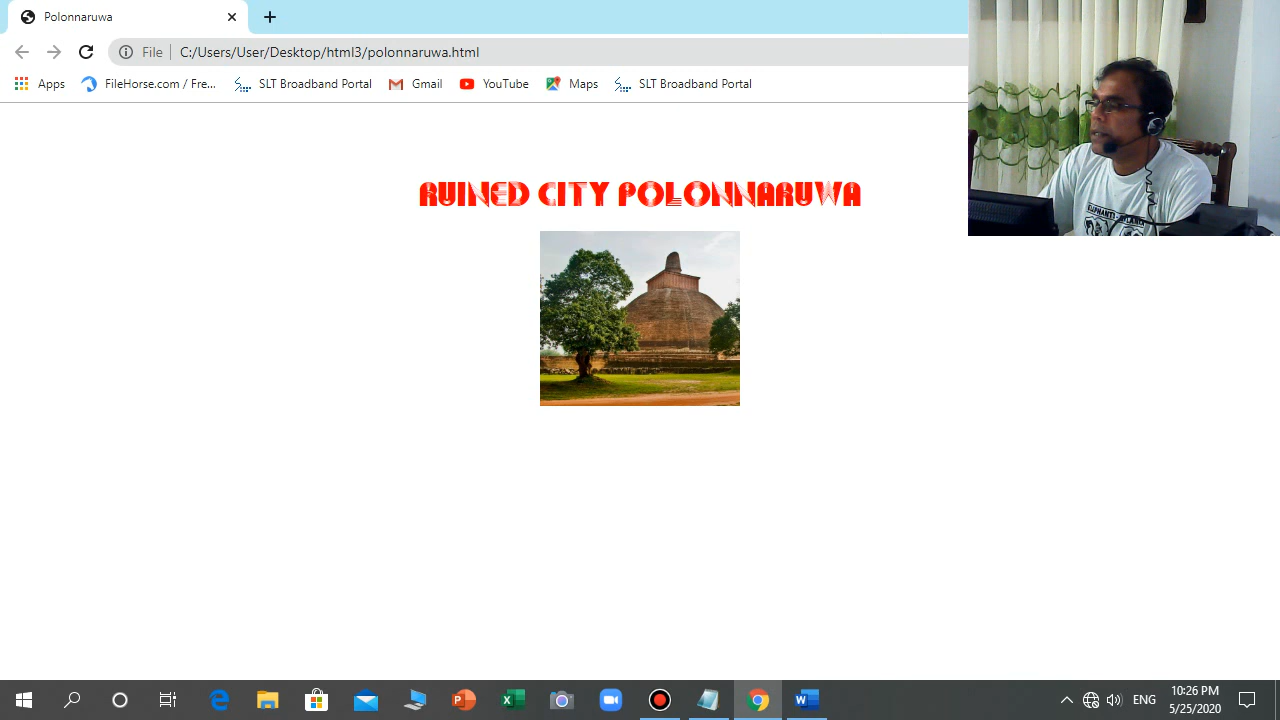 Polonnaruwa
File C:/Users/User/Desktop/html3/polonnaruwa.html
Apps FileHorse.com / Fre... SLT Broadband Portal Gmail YouTube Maps SLT Broadband Portal
RUINED CITY POLONNARUWA
ENG 10:26 PM
5/25/2020